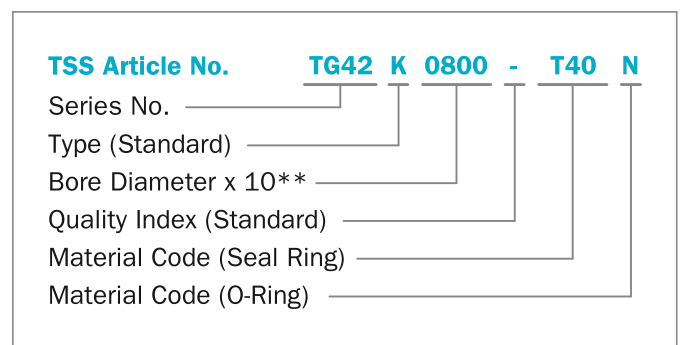 TSS Article No. TG42 K 0800 - T40 N
Series No.
Type (Standard)
Bore Diameter x 10**
Quality Index (Standard)
Material Code (Seal Ring)
Material Code (O-Ring)